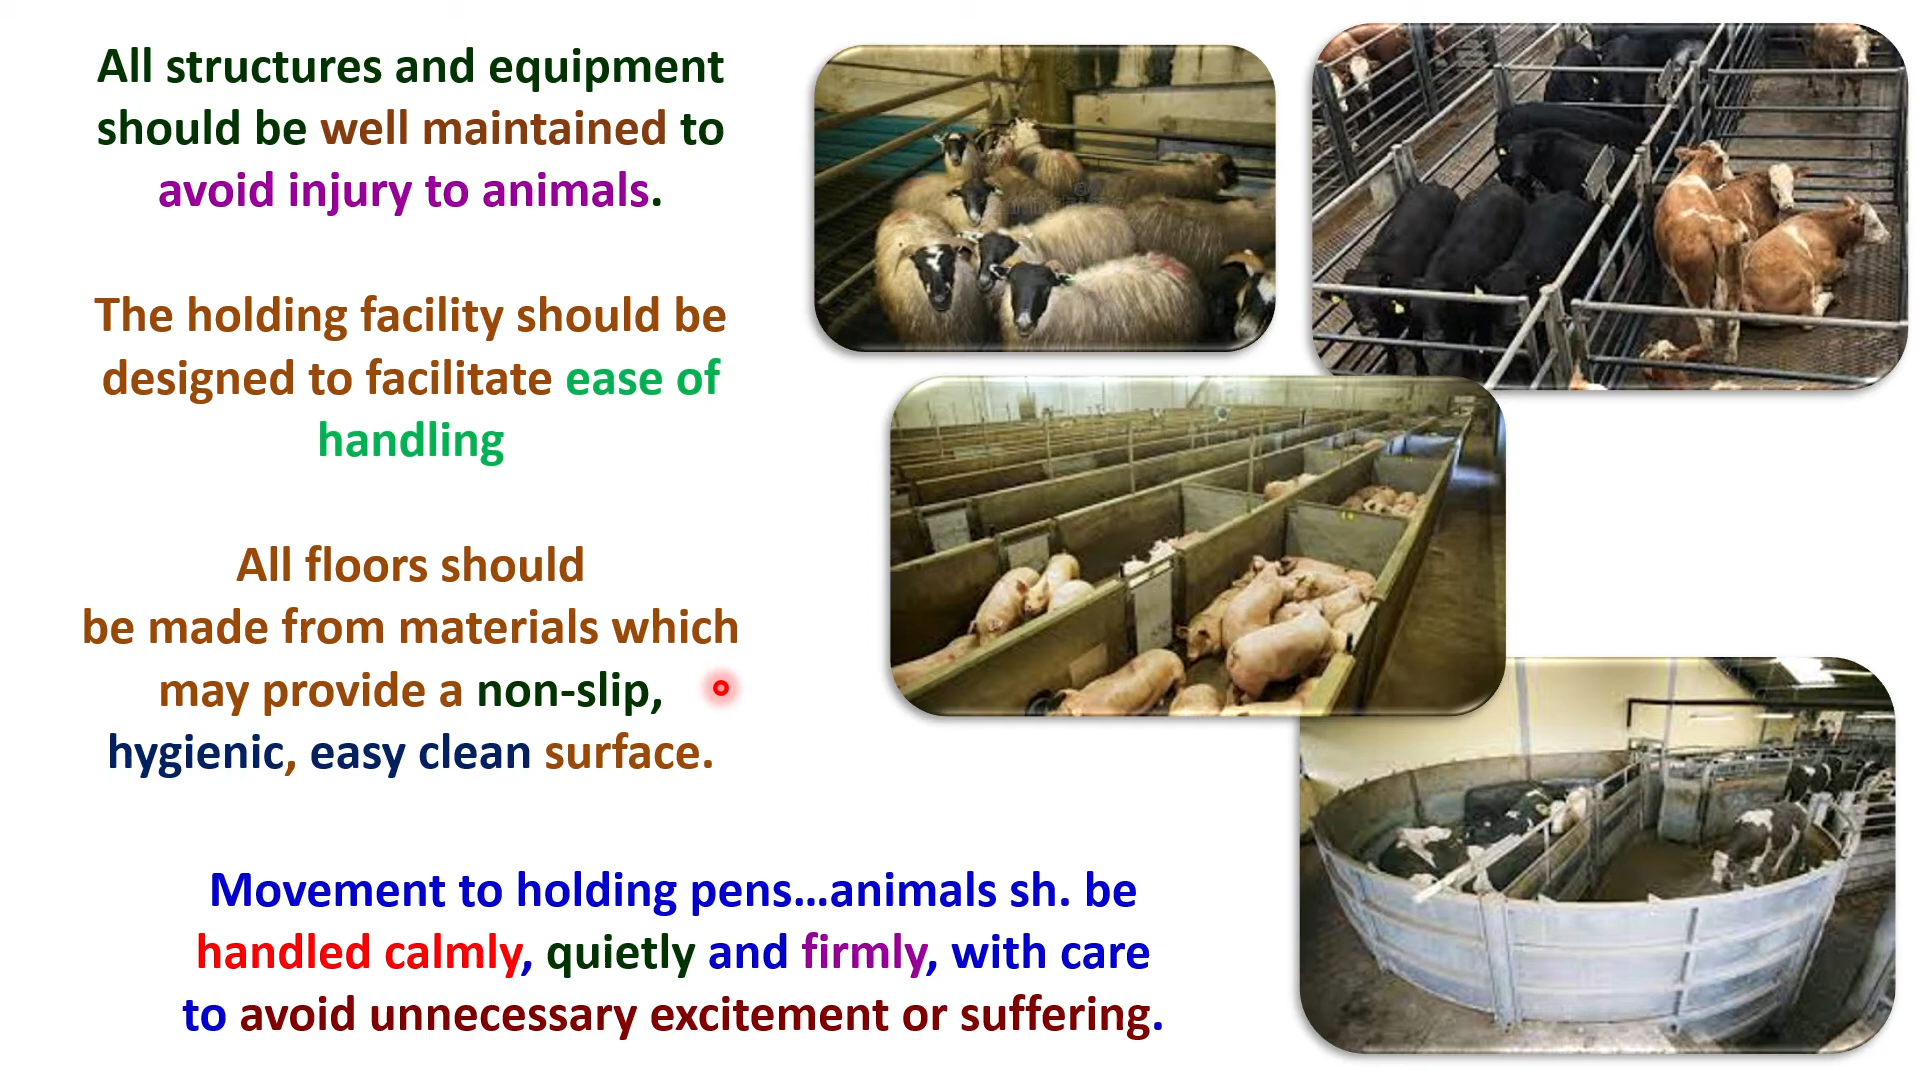 All structures and equipment
should be well maintained to
avoid injury to animals.
The holding facility should be
designed to facilitate ease of
handling
All floors should
be made from materials which
may provide a non-slip,
hygienic, easy clean surface.
Movement to holding pens...animals sh. be
handled calmly, quietly and firmly, with care
to avoid unnecessary excitement or suffering.